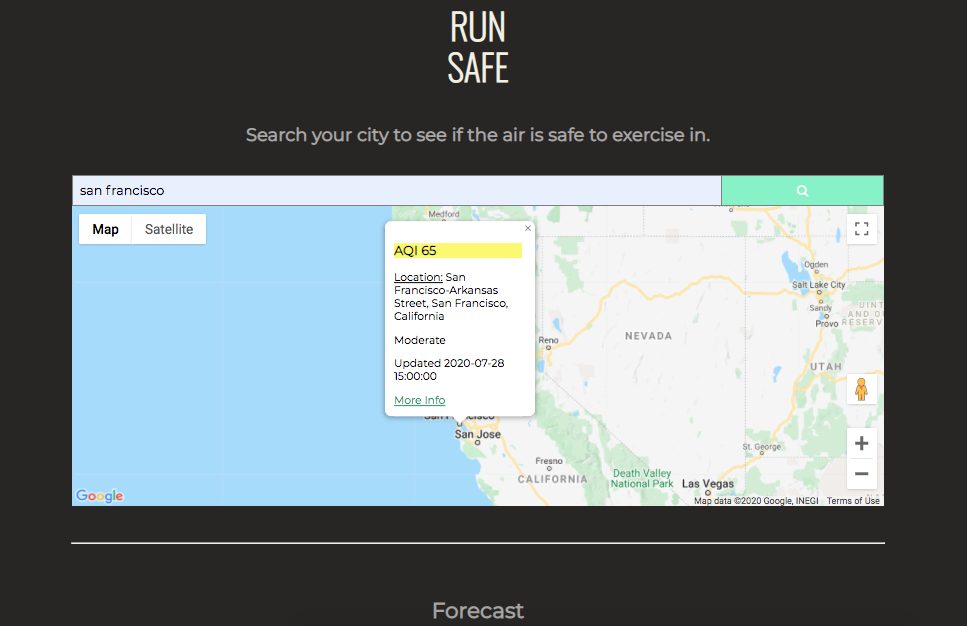 RUN
SAFE
Search your city to see if the air is safe to exercise in.
san francisco
Map
Satellite
Medford
×
AQI 65
Location: San
Francisco-Arkansas
Street, San Francisco,
California
Moderate
Updated 2020-07-28
15:00:00
More Info
Ogden
Salt Lake City
Sandy
Provo
UINT
AND O
RESERV
Reno
NEVADA
UTAH
San Jose
St. George
Fresno
CALIFORNIA
Death Valley
National Park
Las Vegas
Google
Map data ©2020 Google, INEGI
Terms of Use
Forecast